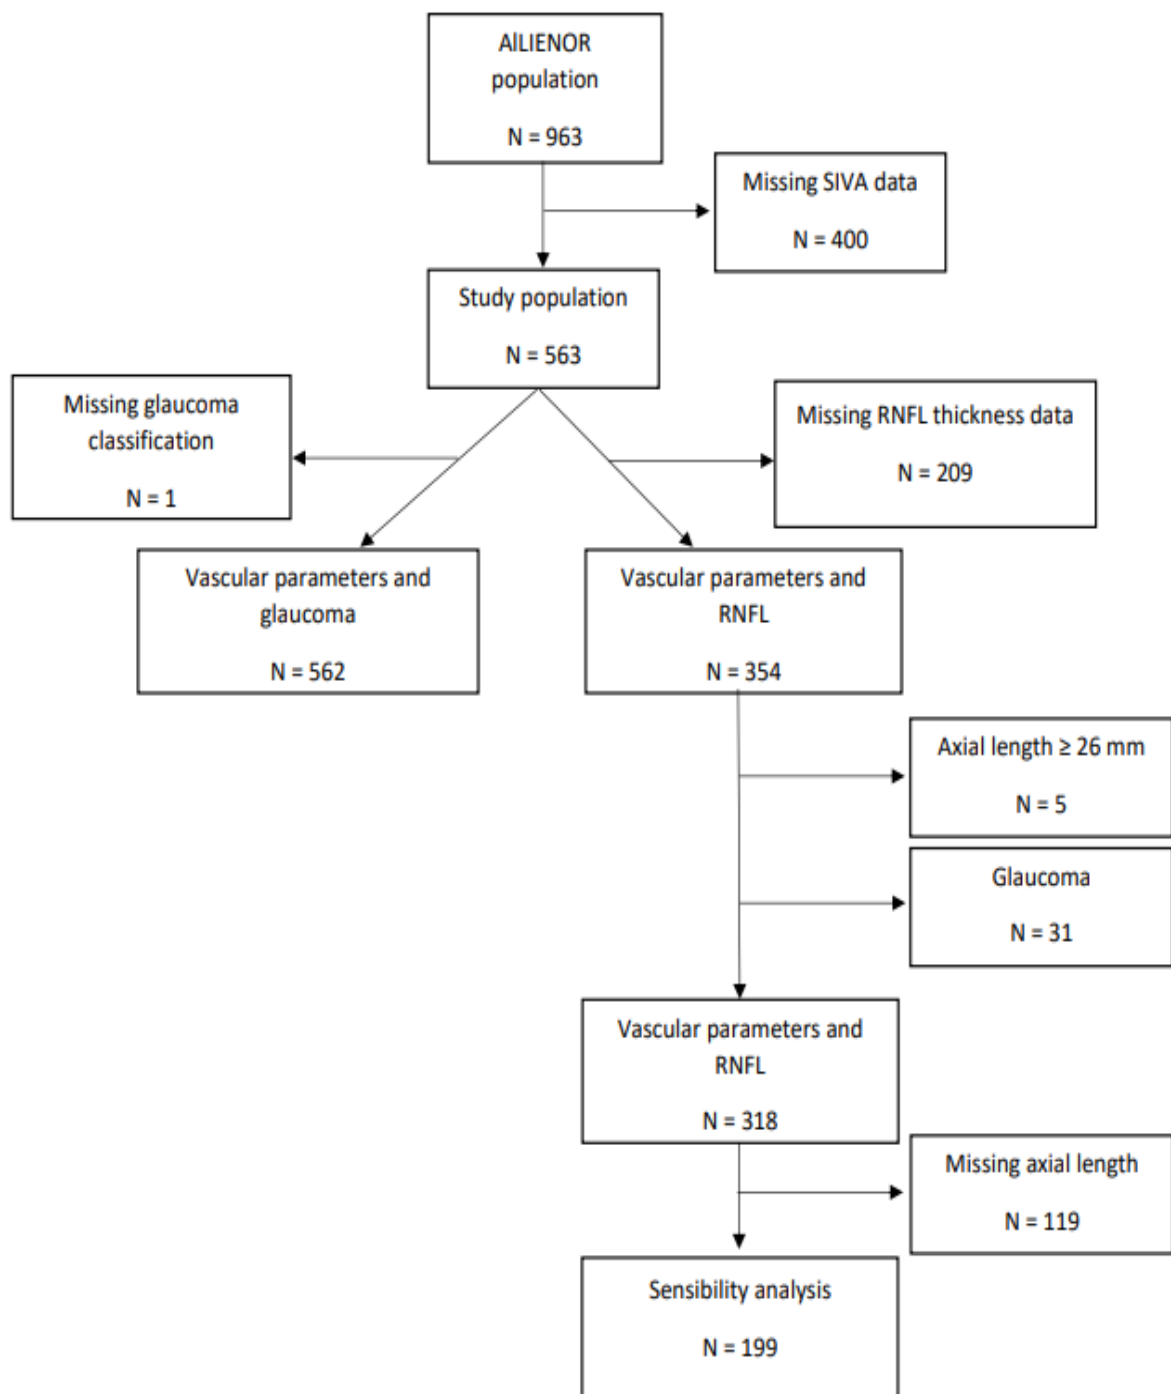 AlLIENOR
population
N = 963
Missing SIVA data
N = 400
Study population
N = 563
Missing glaucoma
classification
N = 1
Missing RNFL thickness data
N = 209
Vascular parameters and
glaucoma
N = 562
Vascular parameters and
RNFL
N = 354
Axial length ≥ 26 mm
N = 5
Glaucoma
N = 31
Vascular parameters and
RNFL
N = 318
Missing axial length
N = 119
Sensibility analysis
N = 199